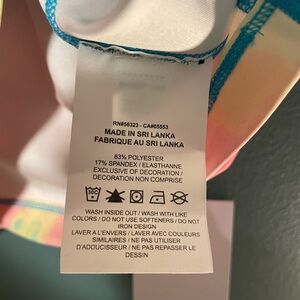 RN#56323 - CA#05553
MADE IN SRI LANKA
FABRIQUE AU SRI LANKA
83% POLYESTER
17% SPANDEX / ELASTHANNE
EXCLUSIVE OF DECORATION /
DECORATION NON COMPRISE
WASH INSIDE OUT / WASH WITH LIKE
COLORS / DO NOT USE SOFTENERS / DO NOT
IRON DESIGN
LAVER A L'ENVERS / LAVER AVEC COULEURS
SIMILAIRES / NE PAS UTILISER
D'ADOUCISSEUR / NE PAS REPASSER LE
DESSIN